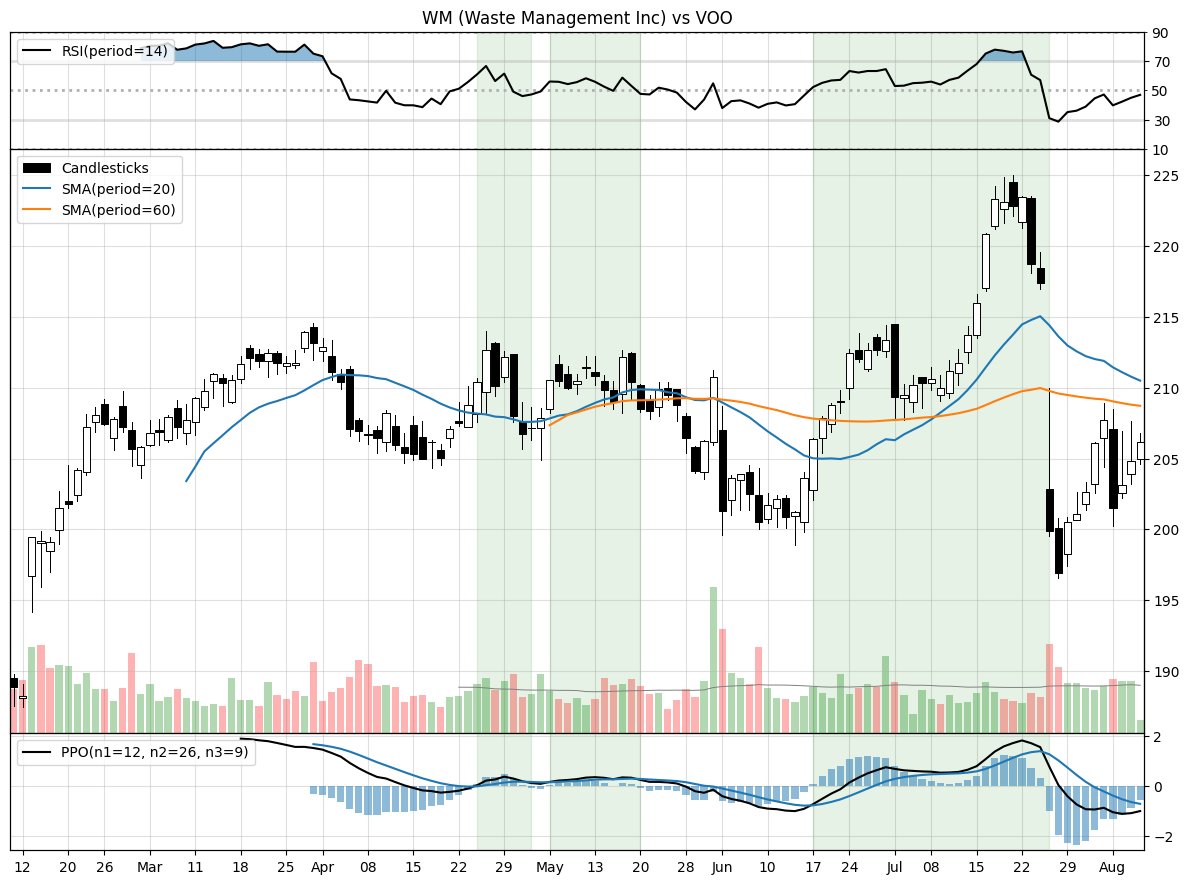 WM (Waste Management Inc) vs VOO
RSI(period=14)
90
70
50
30
10
Candlesticks
SMA(period=20)
SMA(period=60)
225
220
215
210
205
200
195
190
PPO(n1=12, n2=26, n3=9)
2
0
−2
12 20 26 Mar 11 18 25 Apr 08 15 22 29 May 13 20 28 Jun 10 17 24 Jul 08 15 22 29 Aug